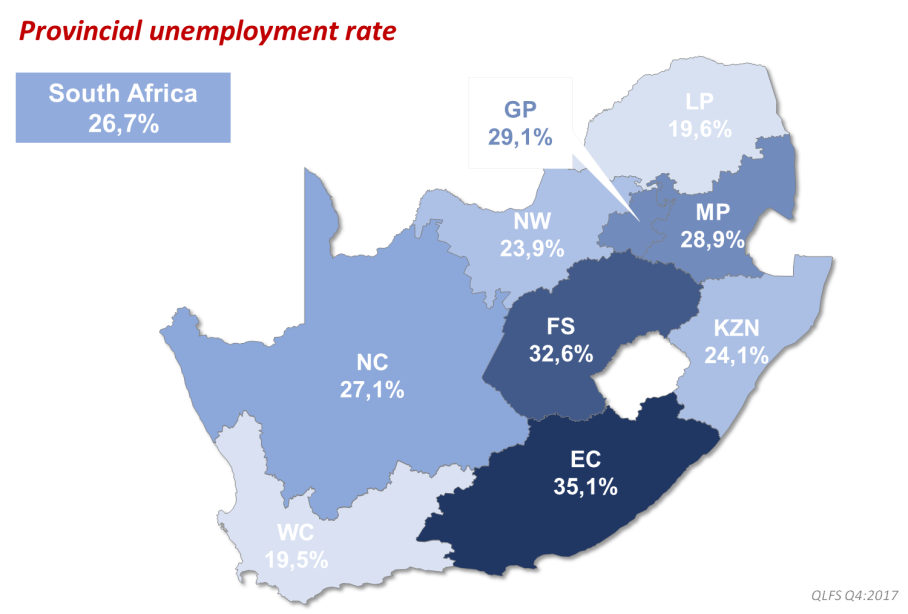 Provincial unemployment rate
South Africa
26,7%
GP
29,1%
LP
19,6%
MP
28,9%
NW
23,9%
FS
32,6%
KZN
24,1%
NC
27,1%
EC
35,1%
WC
19,5%
QLFS Q4:2017